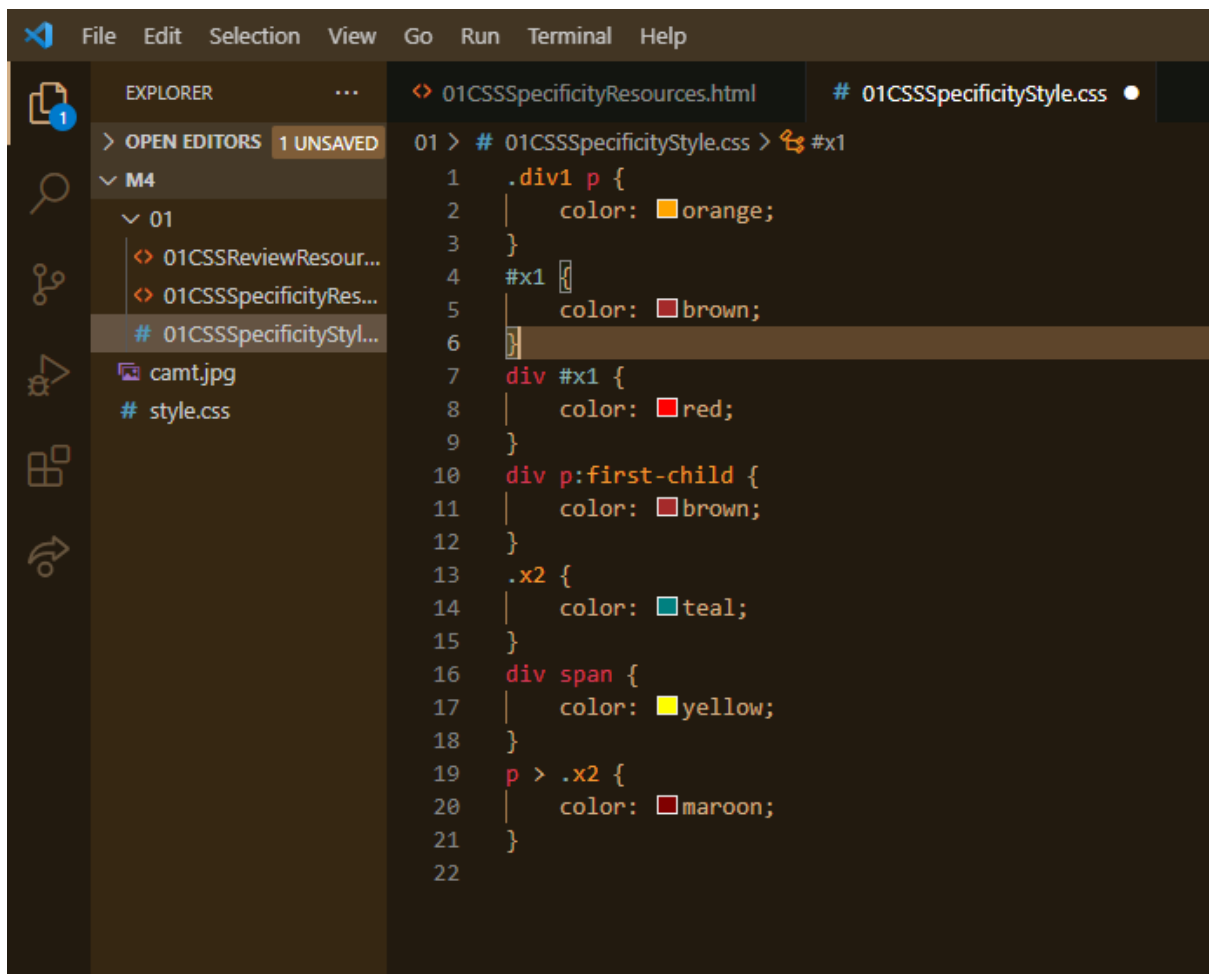 File Edit Selection View Go Run Terminal Help
EXPLORER ...
1
OPEN EDITORS 1 UNSAVED
M4
01
01CSSReviewResour...
01CSSSpecificityRes...
# 01CSSSpecificityStyl...
camt.jpg
# style.css
01CSSSpecificityResources.html # 01CSSSpecificityStyle.css
01 > # 01CSSSpecificityStyle.css > #x1
1 .div1 p {
2 color: orange;
3 }
4 #x1 {
5 color: brown;
6 }
7 div #x1 {
8 color: red;
9 }
10 div p:first-child {
11 color: brown;
12 }
13 .x2 {
14 color: teal;
15 }
16 div span {
17 color: yellow;
18 }
19 p > .x2 {
20 color: maroon;
21 }
22